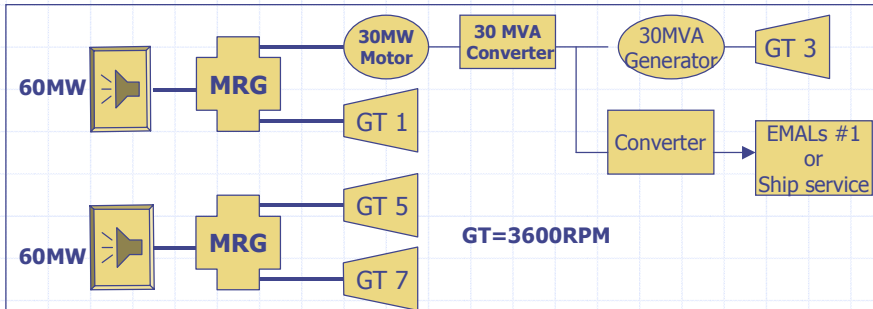 60MW
MRG
30MW
Motor
30 MVA
Converter
30MVA
Generator
GT 3
GT 1
Converter
EMALs #1
or
Ship service
60MW
MRG
GT 5
GT 7
GT=3600RPM